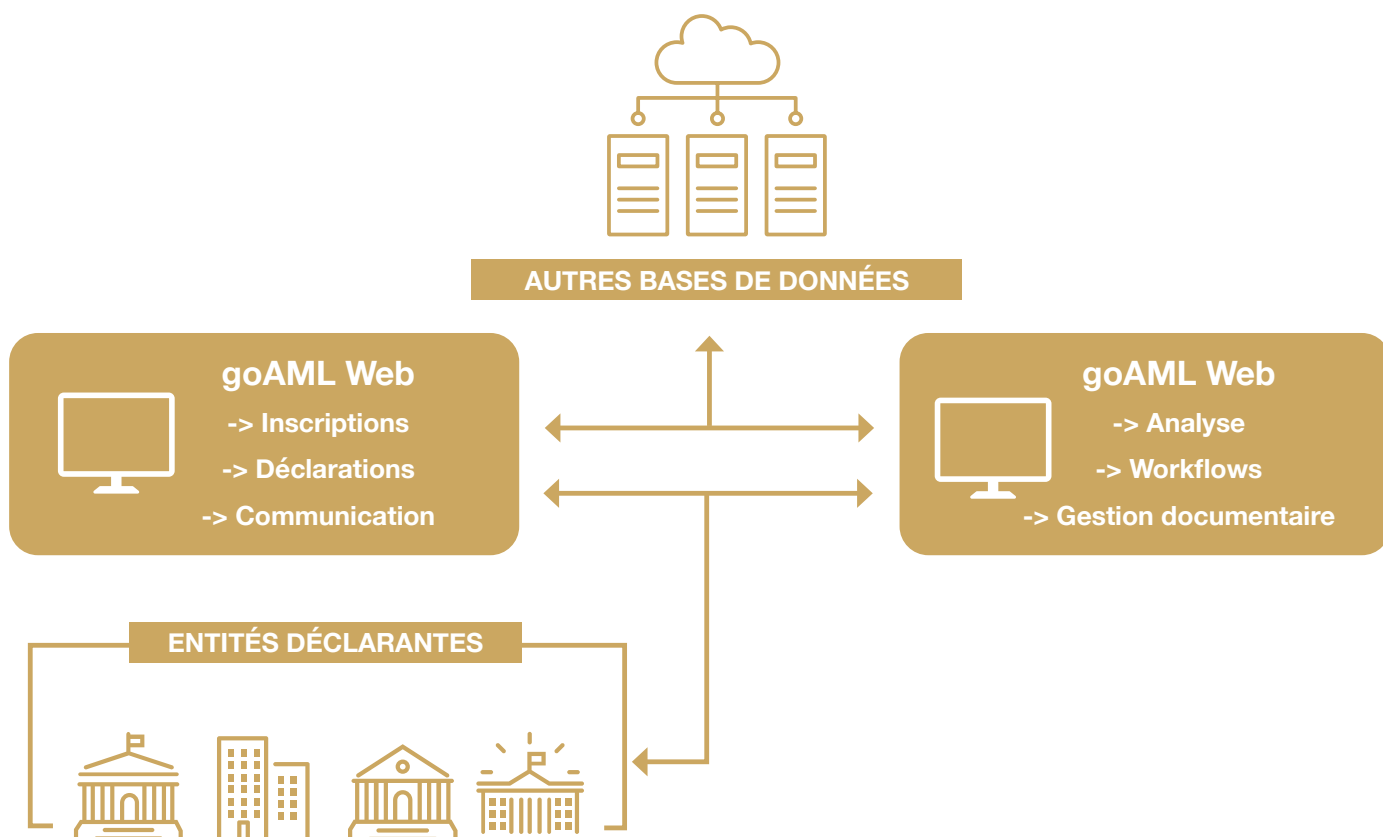 AUTRES BASES DE DONNÉES
goAML Web
-> Inscriptions
-> Déclarations
-> Communication
goAML Web
-> Analyse
-> Workflows
-> Gestion documentaire
ENTITÉS DÉCLARANTES